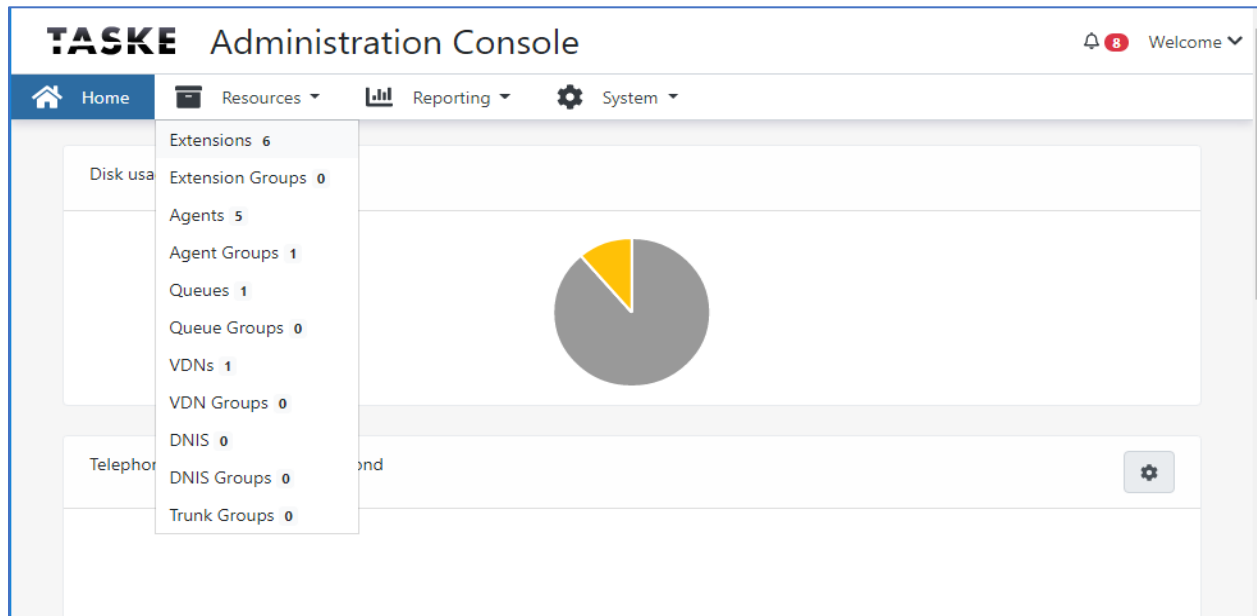 TASKE Administration Console
8 Welcome
Home Resources Reporting System
Extensions 6
Disk usa
Extension Groups 0
Agents 5
Agent Groups 1
Queues 1
Queue Groups 0
VDNs 1
VDN Groups 0
DNIS 0
Telephon ond
DNIS Groups 0
Trunk Groups 0